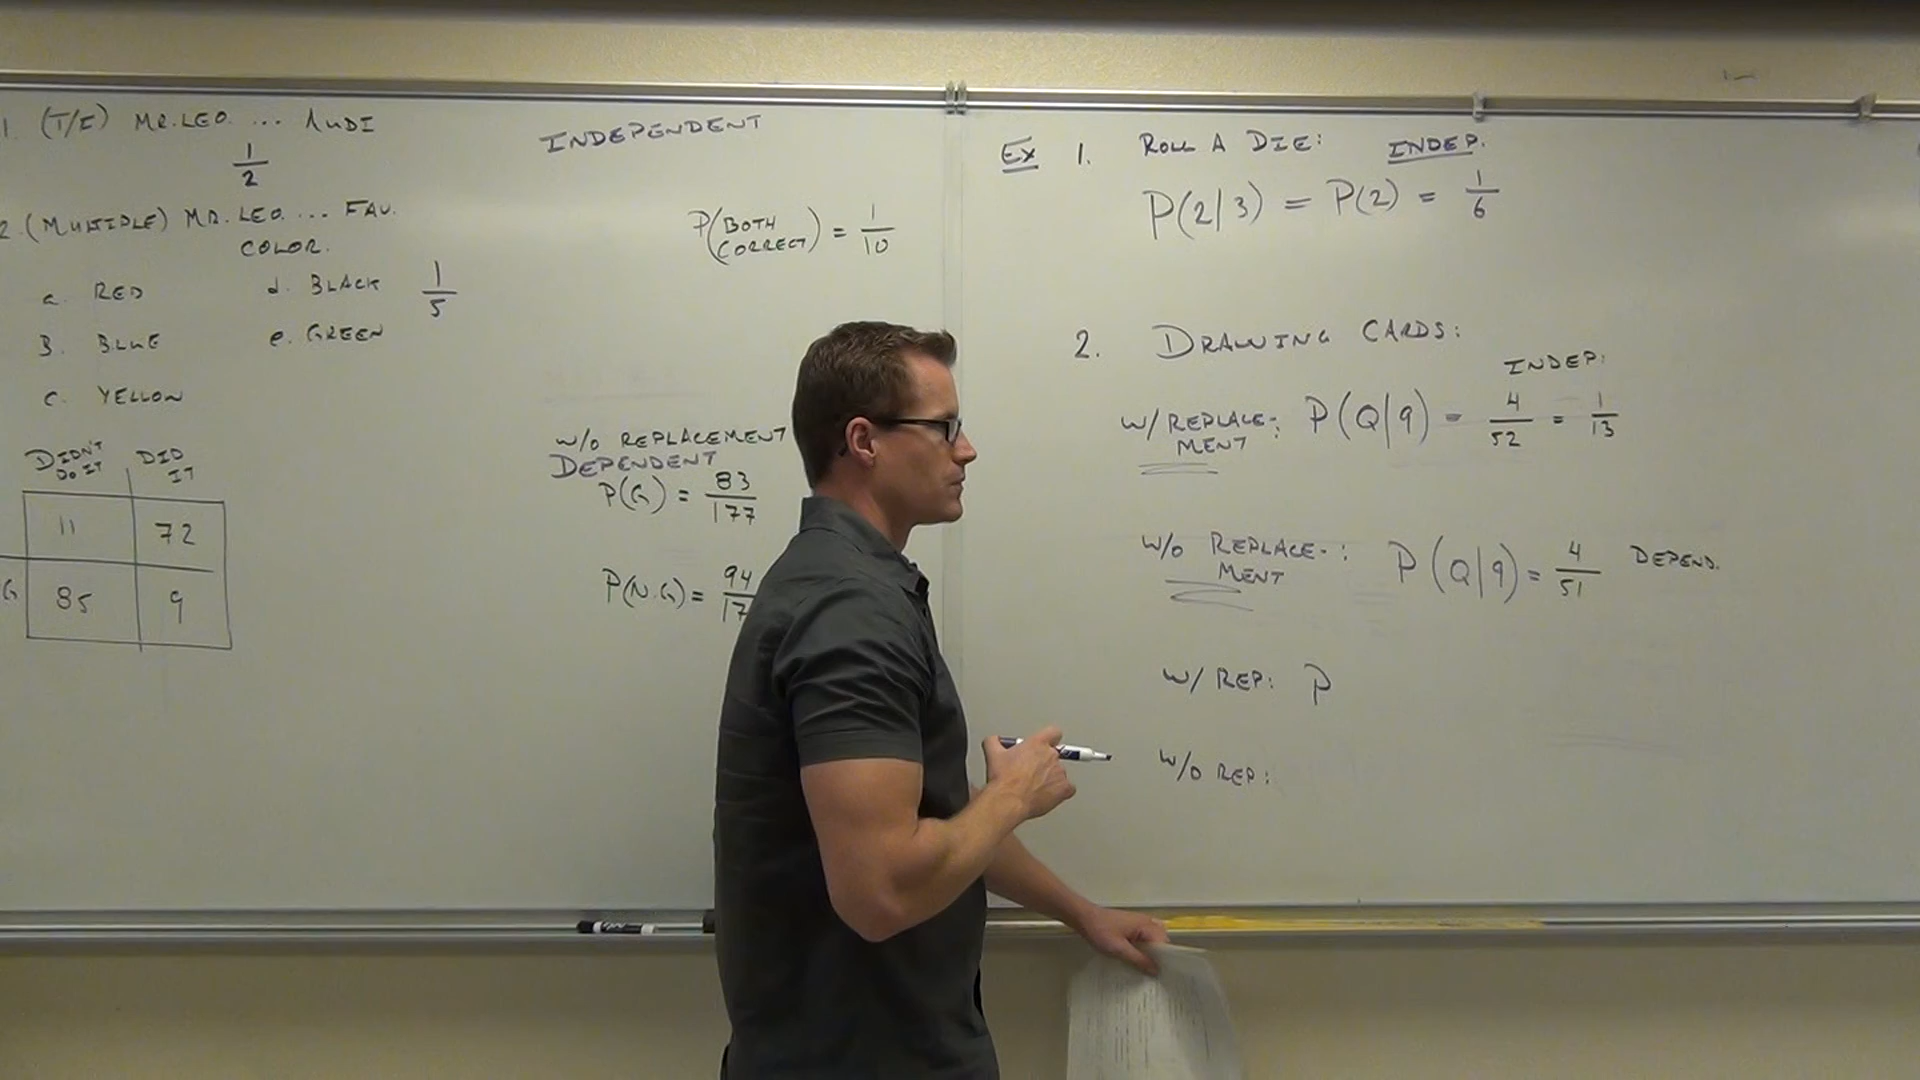 1. (T/F) MR. LEO. ... AUDI
1/2
2. (MULTIPLE) MR. LEO. ... FAV.
COLOR.
a. RED
d. BLACK
1/5
B. BLUE
e. GREEN
c. YELLOW
DIDN'T DO IT
DID IT
11
72
G
85
9
INDEPENDENT
P(BOTH CORRECT) = 1/10
W/O REPLACEMENT
DEPENDENT
P(G) = 83/177
P(N.G) = 94/17
EX 1. ROLL A DIE: INDEP.
P(2|3) = P(2) = 1/6
2. DRAWING CARDS:
INDEP:
W/ REPLACE-MENT: P(Q|9) = 4/52 = 1/13
W/O REPLACE-MENT: P(Q|9) = 4/51 DEPEND.
W/ REP: P
W/O REP: